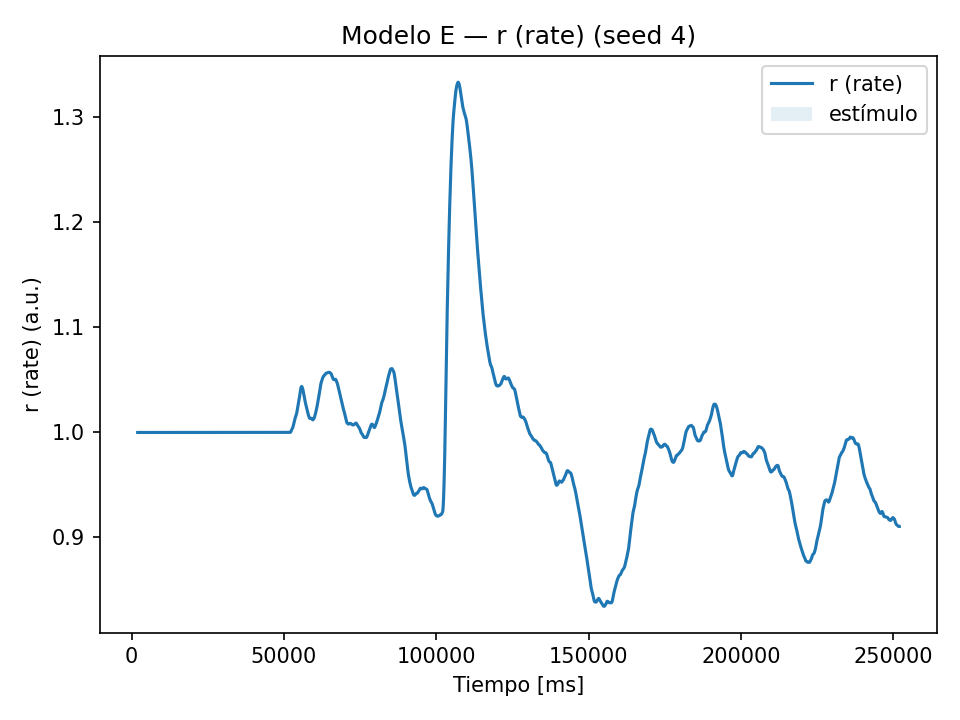 Modelo E — r (rate) (seed 4)
r (rate)
estímulo
r (rate) (a.u.)
1.3
1.2
1.1
1.0
0.9
0
50000
100000
150000
200000
250000
Tiempo [ms]